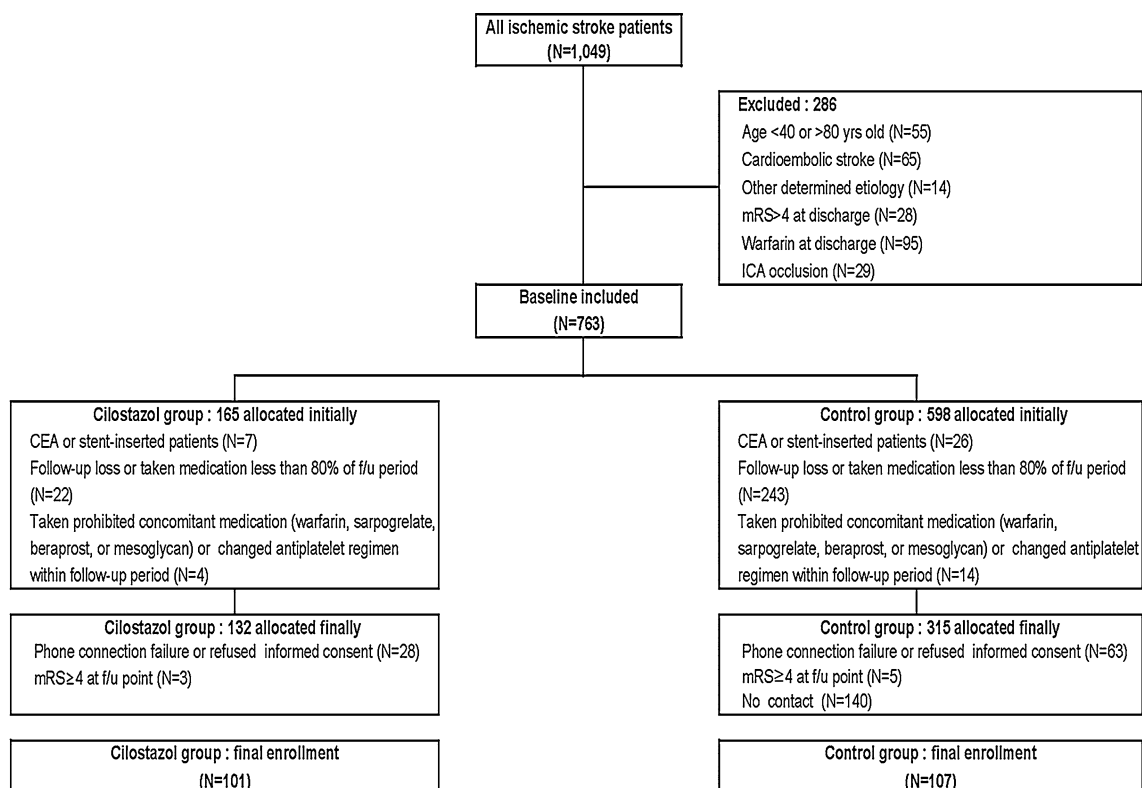 All ischemic stroke patients
(N=1,049)
Excluded : 286
Age <40 or >80 yrs old (N=55)
Cardioembolic stroke (N=65)
Other determined etiology (N=14)
mRS>4 at discharge (N=28)
Warfarin at discharge (N=95)
ICA occlusion (N=29)
Baseline included
(N=763)
Cilostazol group : 165 allocated initially
CEA or stent-inserted patients (N=7)
Follow-up loss or taken medication less than 80% of f/u period
(N=22)
Taken prohibited concomitant medication (warfarin, sarpogrelate,
beraprost, or mesoglycan) or changed antiplatelet regimen
within follow-up period (N=4)
Control group : 598 allocated initially
CEA or stent-inserted patients (N=26)
Follow-up loss or taken medication less than 80% of f/u period
(N=243)
Taken prohibited concomitant medication (warfarin,
sarpogrelate, beraprost, or mesoglycan) or changed antiplatelet
regimen within follow-up period (N=14)
Cilostazol group : 132 allocated finally
Phone connection failure or refused informed consent (N=28)
mRS≥4 at f/u point (N=3)
Control group : 315 allocated finally
Phone connection failure or refused informed consent (N=63)
mRS≥4 at f/u point (N=5)
No contact (N=140)
Cilostazol group : final enrollment
(N=101)
Control group : final enrollment
(N=107)